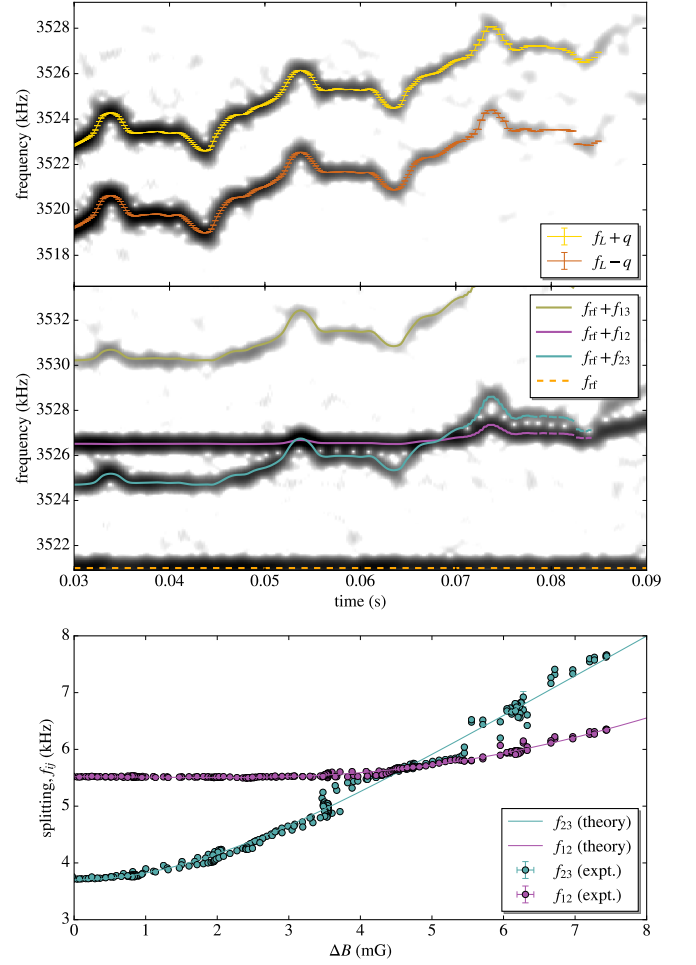 3528
3526
3524
3522
3520
3518
frequency (kHz)
f_L + q
f_L − q
3532
3530
3528
3526
3524
3522
frequency (kHz)
f_rf + f_13
f_rf + f_12
f_rf + f_23
f_rf
0.03 0.04 0.05 0.06 0.07 0.08 0.09
time (s)
8
7
6
5
4
3
splitting, f_ij (kHz)
f_23 (theory)
f_12 (theory)
f_23 (expt.)
f_12 (expt.)
0 1 2 3 4 5 6 7 8
ΔB (mG)